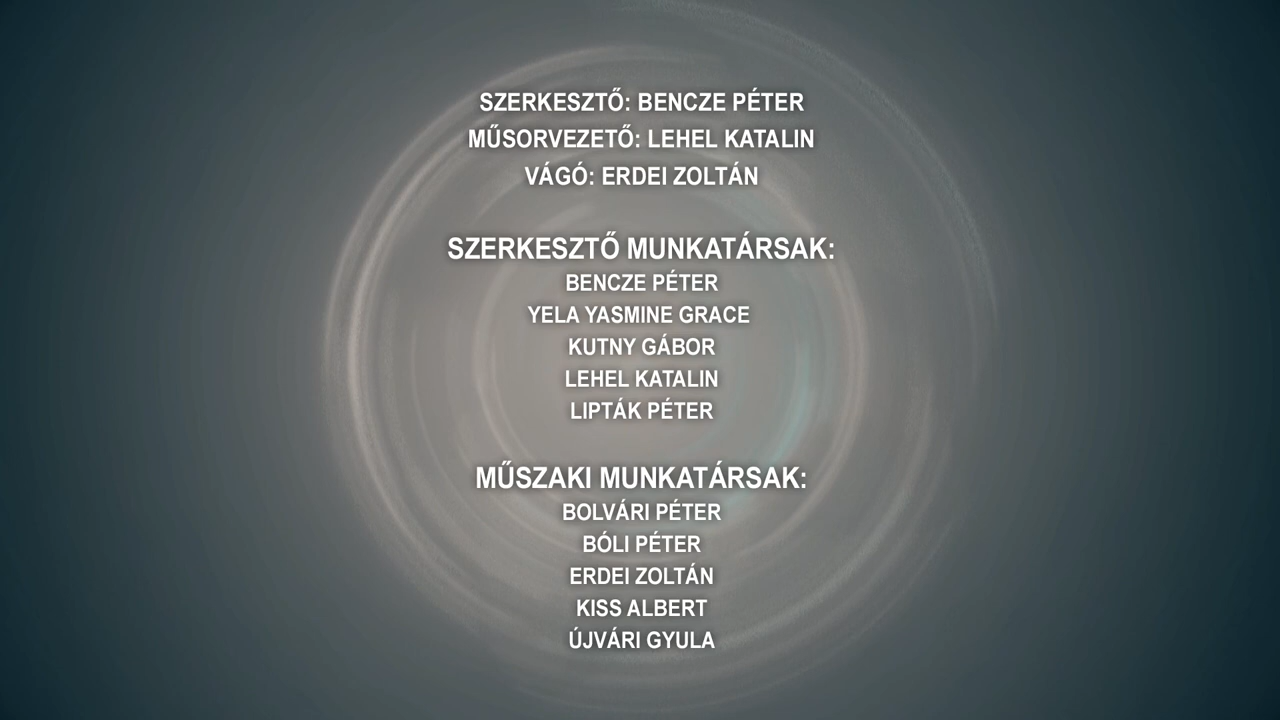 SZERKESZTŐ: BENCZE PÉTER
MŰSORVEZETŐ: LEHEL KATALIN
VÁGÓ: ERDEI ZOLTÁN
SZERKESZTŐ MUNKATÁRSAK:
BENCZE PÉTER
YELA YASMINE GRACE
KUTNY GÁBOR
LEHEL KATALIN
LIPTÁK PÉTER
MŰSZAKI MUNKATÁRSAK:
BOLVÁRI PÉTER
BÓLI PÉTER
ERDEI ZOLTÁN
KISS ALBERT
ÚJVÁRI GYULA